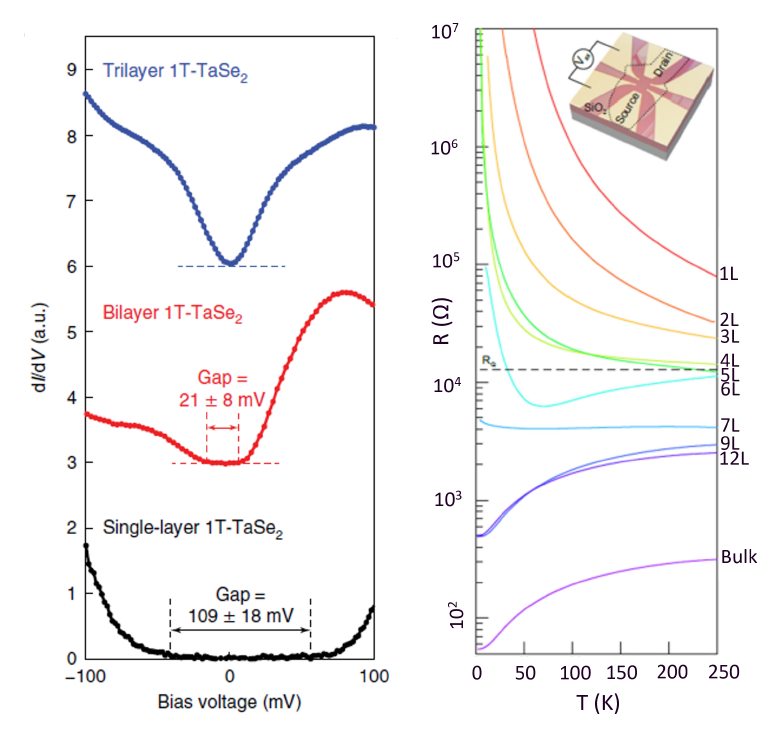 Trilayer 1T-TaSe2
Bilayer 1T-TaSe2
Gap =
21 ± 8 mV
Single-layer 1T-TaSe2
Gap =
109 ± 18 mV
dI/dV (a.u.)
9
8
7
6
5
4
3
2
1
0
−100
0
100
Bias voltage (mV)
R (Ω)
10^7
10^6
10^5
10^4
10^3
10^2
Vsd
Drain
Source
SiO2
1L
2L
3L
4L
5L
6L
7L
9L
12L
Bulk
0
50
100
150
200
250
T (K)